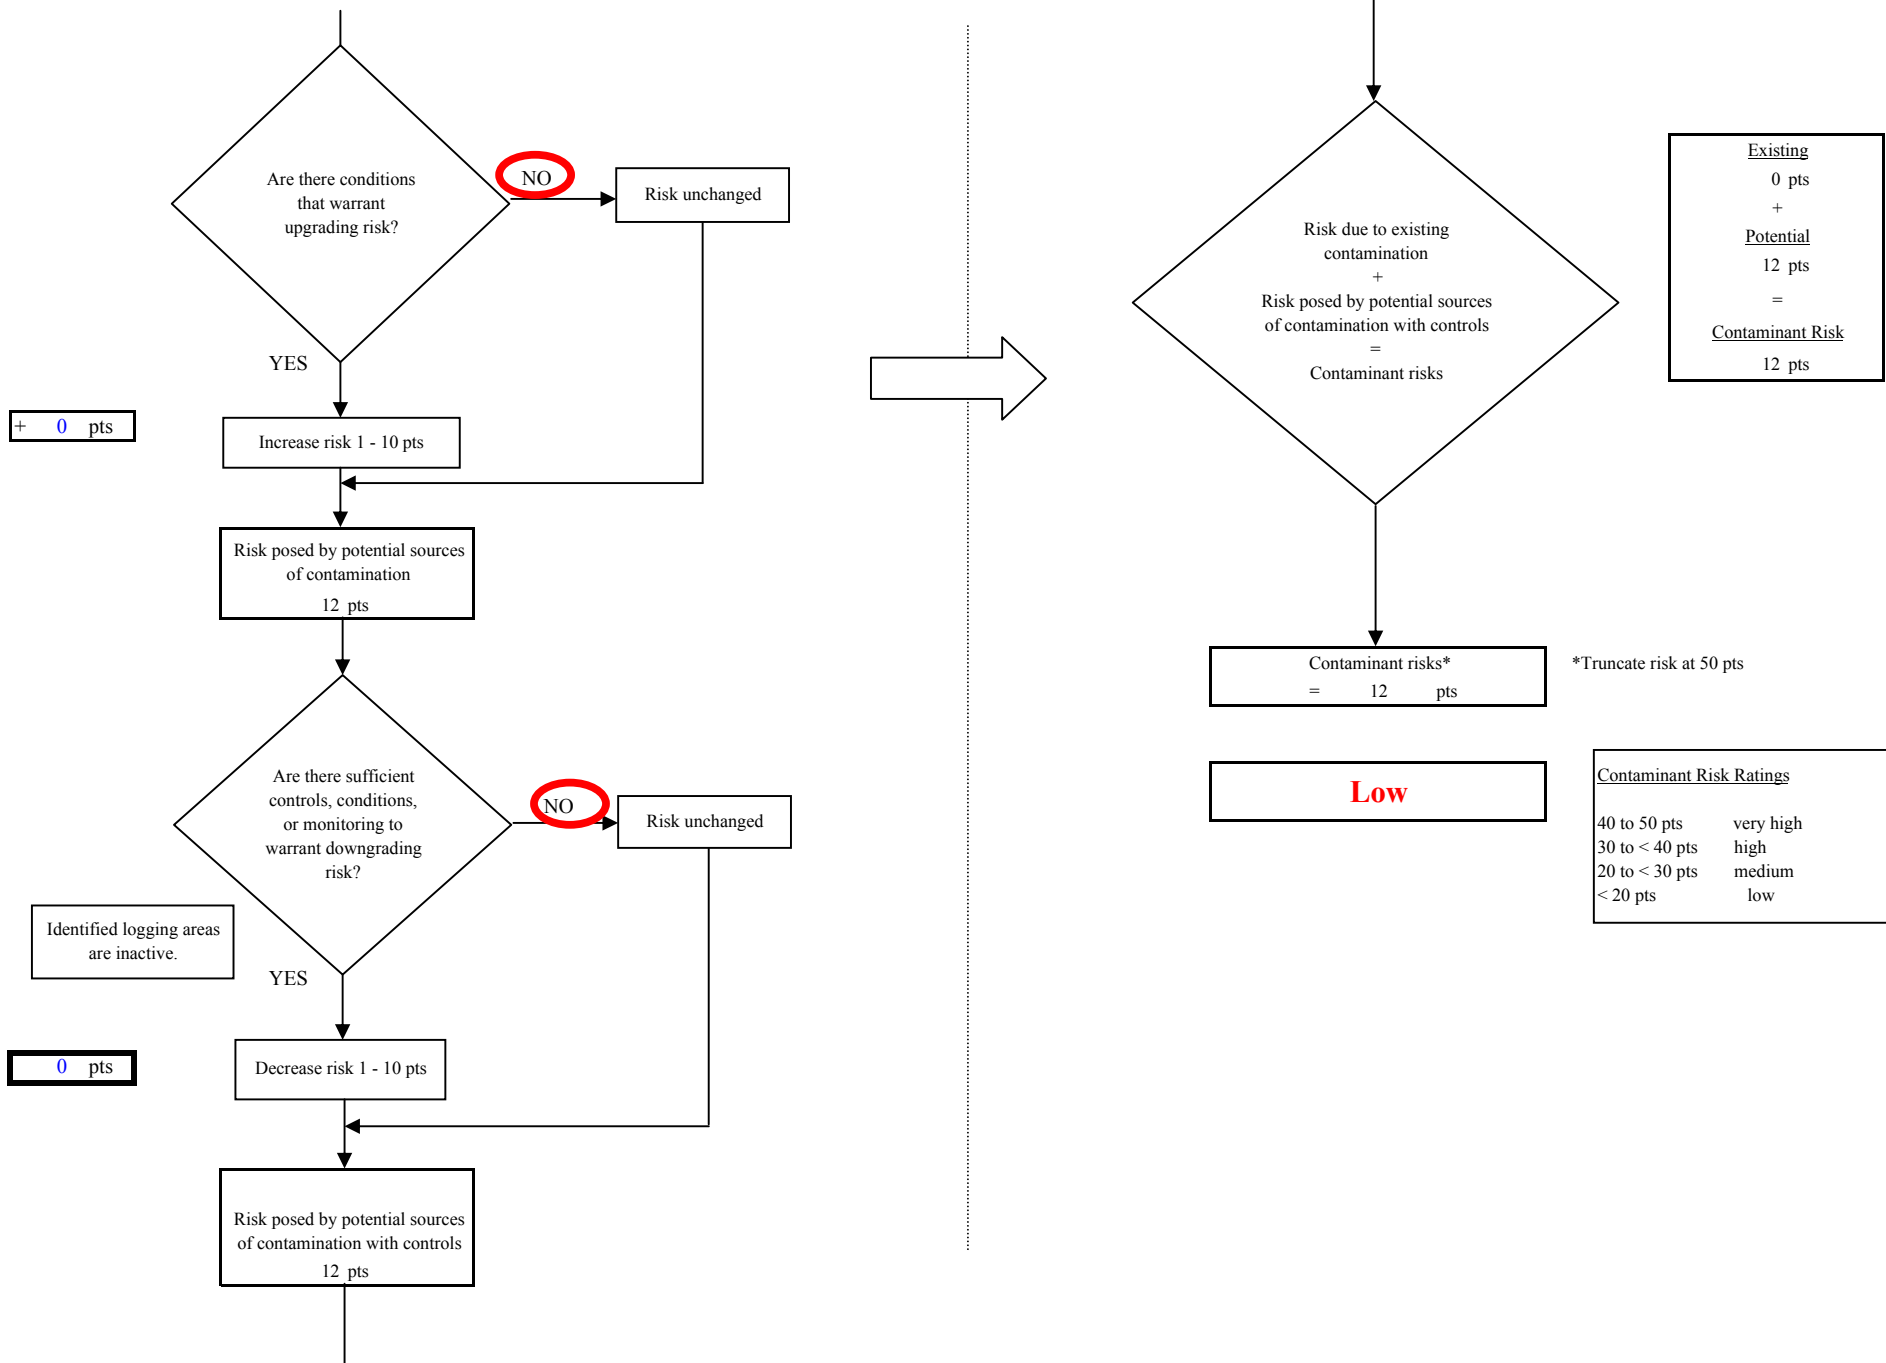 Are there conditions
that warrant
upgrading risk?
NO
Risk unchanged
YES
+ 0 pts
Increase risk 1 - 10 pts
Risk posed by potential sources
of contamination
12 pts
Are there sufficient
controls, conditions,
or monitoring to
warrant downgrading
risk?
NO
Risk unchanged
Identified logging areas
are inactive.
YES
0 pts
Decrease risk 1 - 10 pts
Risk posed by potential sources
of contamination with controls
12 pts
Risk due to existing
contamination
+
Risk posed by potential sources
of contamination with controls
=
Contaminant risks
Existing
0 pts
+
Potential
12 pts
=
Contaminant Risk
12 pts
Contaminant risks*
= 12 pts
*Truncate risk at 50 pts
Low
Contaminant Risk Ratings
40 to 50 pts very high
30 to < 40 pts high
20 to < 30 pts medium
< 20 pts low